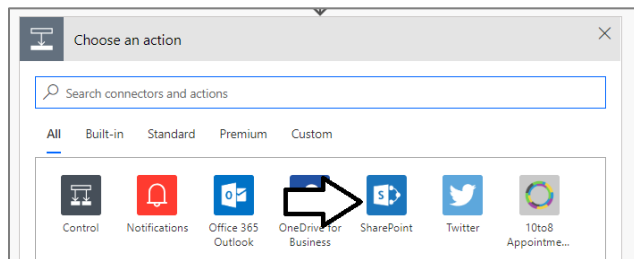 Choose an action
Search connectors and actions
All Built-in Standard Premium Custom
Control Notifications Office 365 Outlook OneDrive for Business SharePoint Twitter 10to8 Appointme...